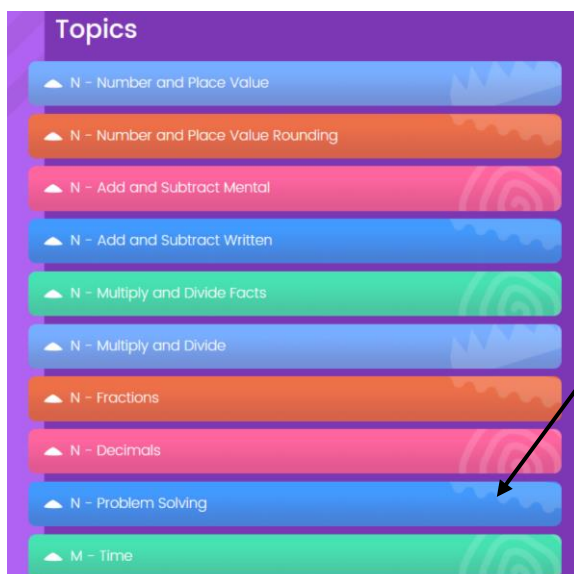 Topics
N - Number and Place Value
N - Number and Place Value Rounding
N - Add and Subtract Mental
N - Add and Subtract Written
N - Multiply and Divide Facts
N - Multiply and Divide
N - Fractions
N - Decimals
N - Problem Solving
M - Time